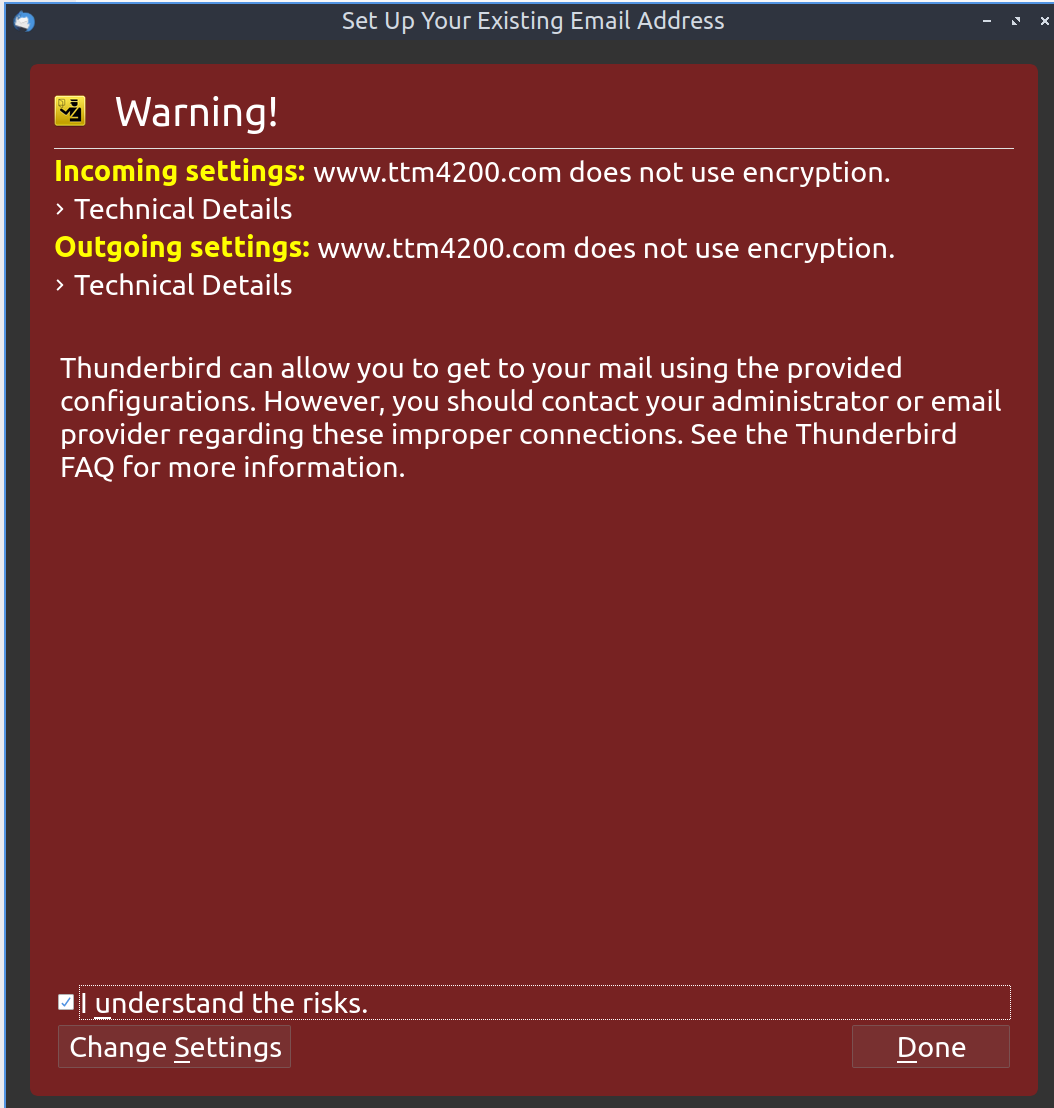 Set Up Your Existing Email Address
Warning!
Incoming settings: www.ttm4200.com does not use encryption.
Technical Details
Outgoing settings: www.ttm4200.com does not use encryption.
Technical Details
Thunderbird can allow you to get to your mail using the provided
configurations. However, you should contact your administrator or email
provider regarding these improper connections. See the Thunderbird
FAQ for more information.
I understand the risks.
Change Settings
Done